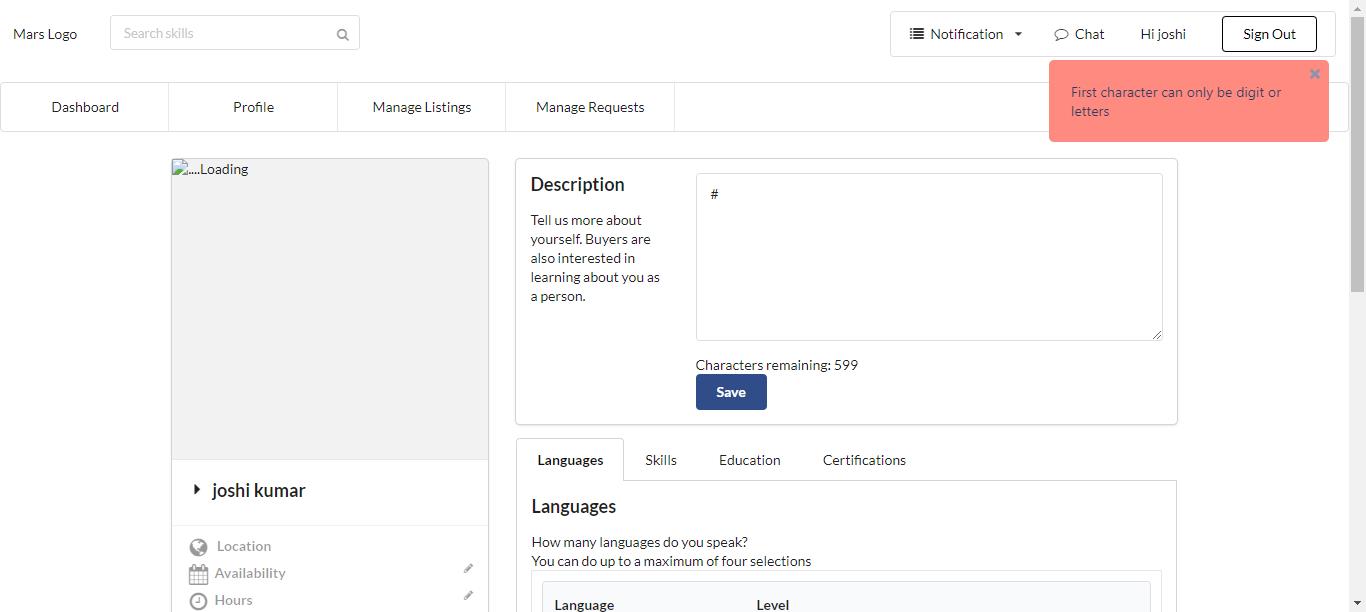 Mars Logo
Search skills
Notification
Chat
Hi joshi
Sign Out
First character can only be digit or
letters
Dashboard
Profile
Manage Listings
Manage Requests
....Loading
Description
Tell us more about
yourself. Buyers are
also interested in
learning about you as
a person.
#
Characters remaining: 599
Save
joshi kumar
Location
Availability
Hours
Languages
Skills
Education
Certifications
Languages
How many languages do you speak?
You can do up to a maximum of four selections
Language
Level